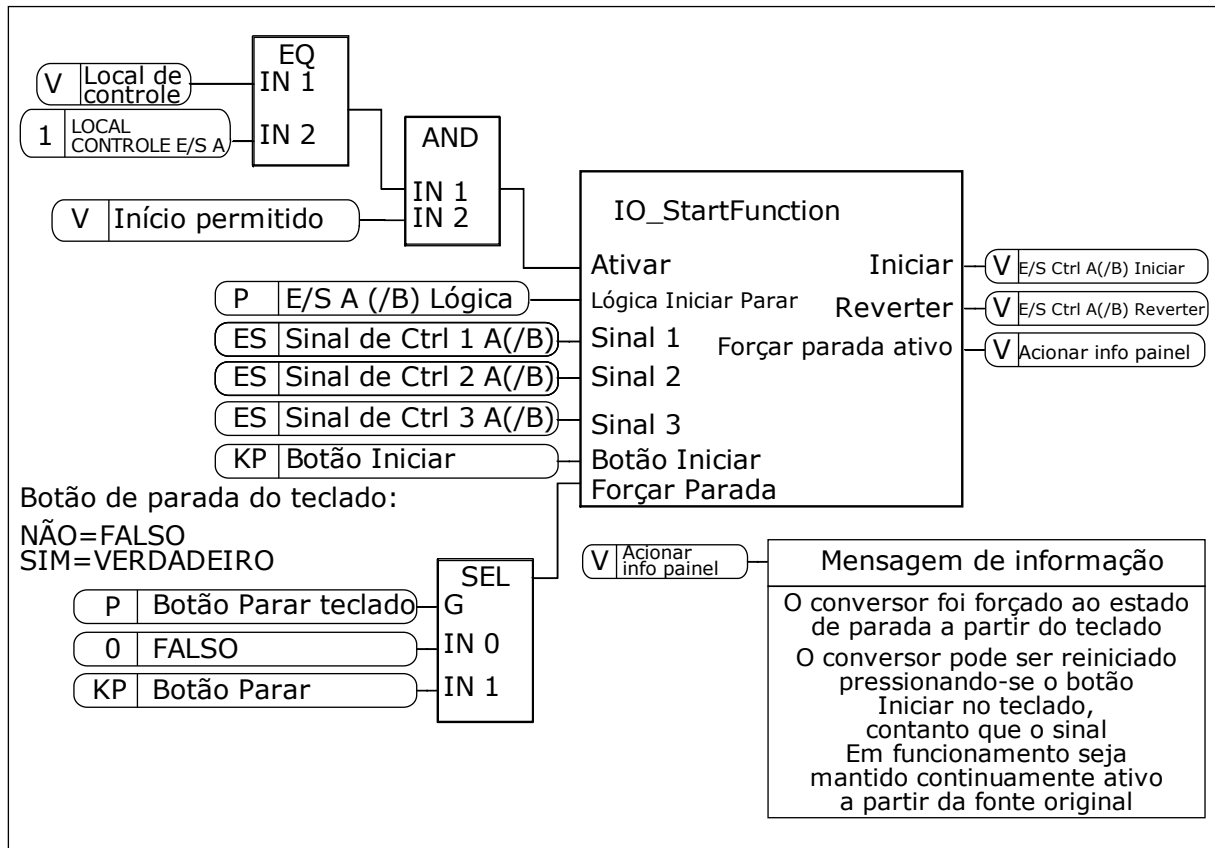 EQ
V Local de
controle
IN 1
1 LOCAL
CONTROLE E/S A
IN 2
AND
IN 1
IN 2
V Início permitido
IO_StartFunction
Ativar
Iniciar
V E/S Ctrl A(/B) Iniciar
P E/S A (/B) Lógica
Lógica Iniciar Parar
Reverter
V E/S Ctrl A(/B) Reverter
ES Sinal de Ctrl 1 A(/B)
Sinal 1
Forçar parada ativo
V Acionar info painel
ES Sinal de Ctrl 2 A(/B)
Sinal 2
ES Sinal de Ctrl 3 A(/B)
Sinal 3
KP Botão Iniciar
Botão Iniciar
Forçar Parada
Botão de parada do teclado:
NÃO=FALSO
SIM=VERDADEIRO
SEL
P Botão Parar teclado
G
0 FALSO
IN 0
KP Botão Parar
IN 1
V Acionar
info painel
Mensagem de informação
O conversor foi forçado ao estado
de parada a partir do teclado
O conversor pode ser reiniciado
pressionando-se o botão
Iniciar no teclado,
contanto que o sinal
Em funcionamento seja
mantido continuamente ativo
a partir da fonte original